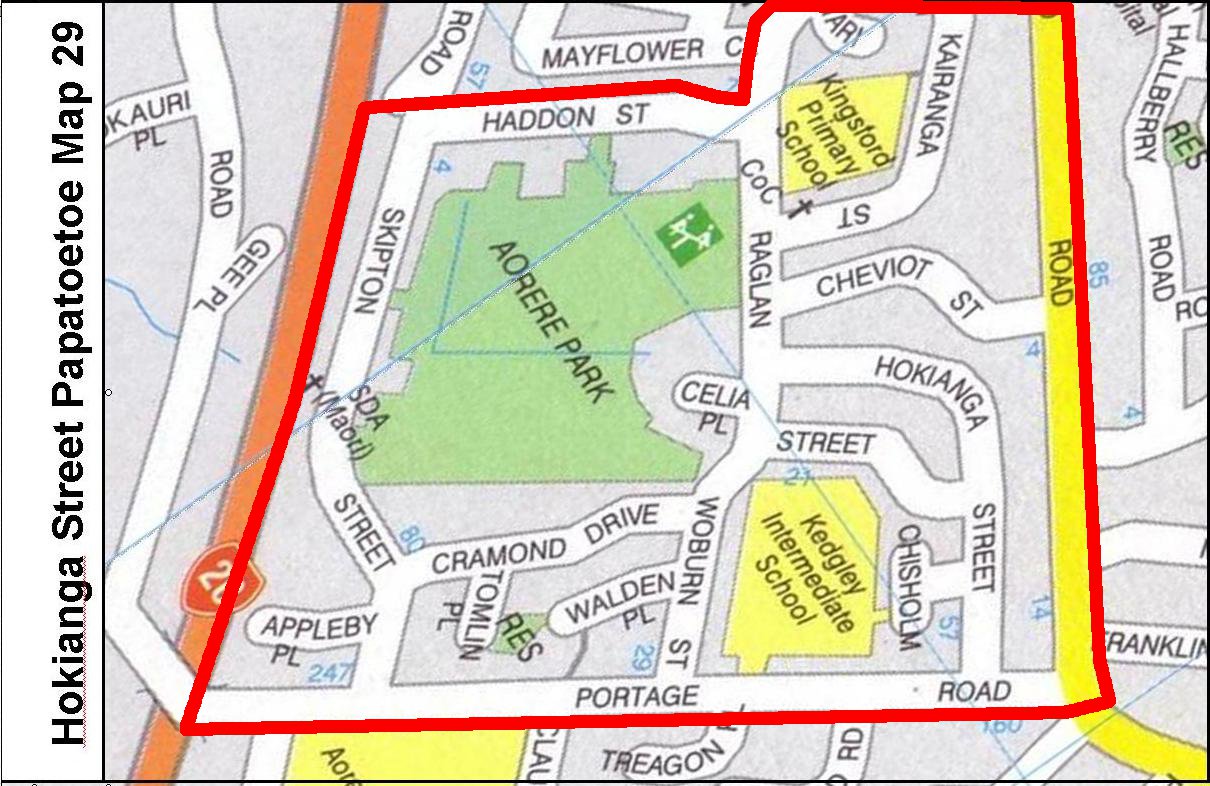 Hokianga Street Papatoetoe Map 29
ROAD
MAYFLOWER C
57
KAIRANGA
HALLBERRY
OKAURI
PL
HADDON ST
Kingsford
Primary
School
RES
ROAD
4
CoC
ST
SKIPTON
GEE PL
AORERE PARK
RAGLAN
CHEVIOT
ST
ROAD
85
ROAD
RO
4
HOKIANGA
SDA
(Maori)
CELIA
PL
4
STREET
21
STREET
80
CRAMOND DRIVE
WOBURN
ST
Kedgley
Intermediate
School
CHISHOLM
STREET
20
APPLEBY
PL
TOMLIN
PL
RES
WALDEN
PL
57
14
FRANKLIN
247
29
PORTAGE
ROAD
160
Aor
CLAU
TREAGON
RD